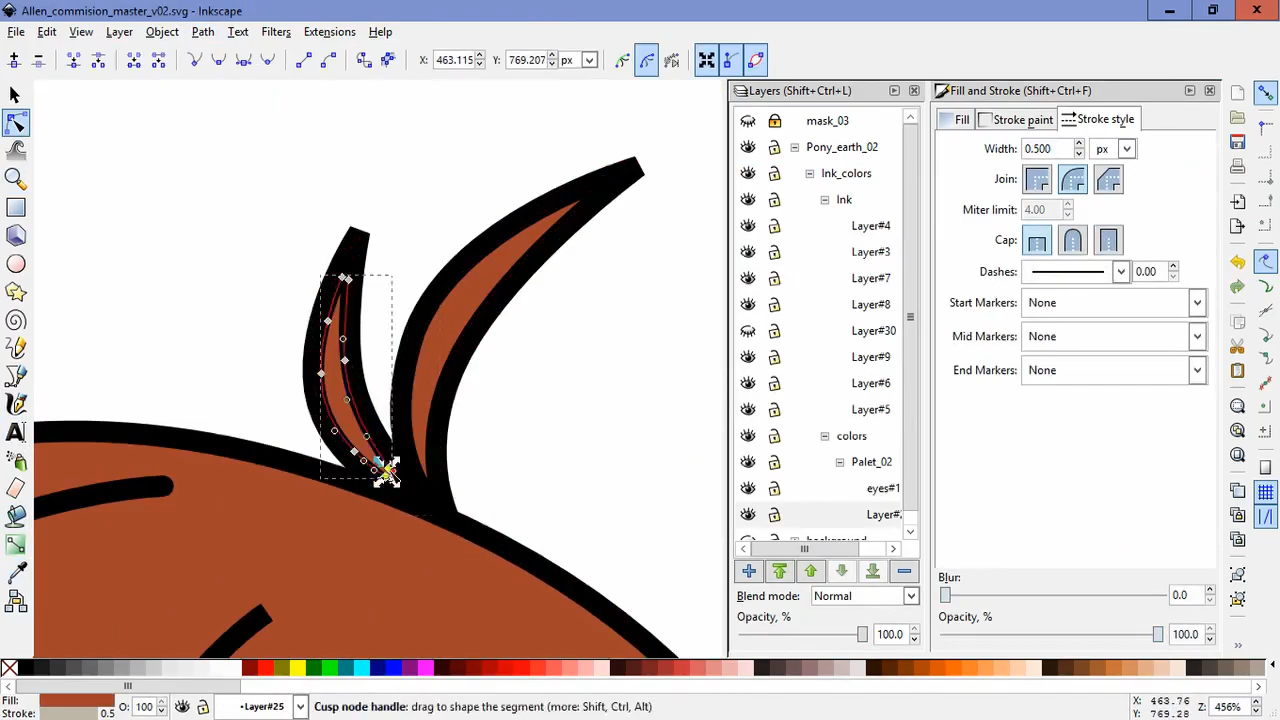 Allen_commision_master_v02.svg - Inkscape
File Edit View Layer Object Path Text Filters Extensions Help
X: 463.115 Y: 769.207 px
Layers (Shift+Ctrl+L)
mask_03
Pony_earth_02
Ink_colors
Ink
Layer#4
Layer#3
Layer#7
Layer#8
Layer#30
Layer#9
Layer#6
Layer#5
colors
Palet_02
eyes#1
Layer#
background
Blend mode: Normal
Opacity, %
100.0
Fill and Stroke (Shift+Ctrl+F)
Fill Stroke paint Stroke style
Width: 0.500 px
Join:
Miter limit: 4.00
Cap:
Dashes: 0.00
Start Markers: None
Mid Markers: None
End Markers: None
Blur:
0.0
Opacity, %
100.0
Fill:
Stroke: 0.5
O: 100
•Layer#25
Cusp node handle: drag to shape the segment (more: Shift, Ctrl, Alt)
X: 463.76
Y: 769.28
Z: 456%